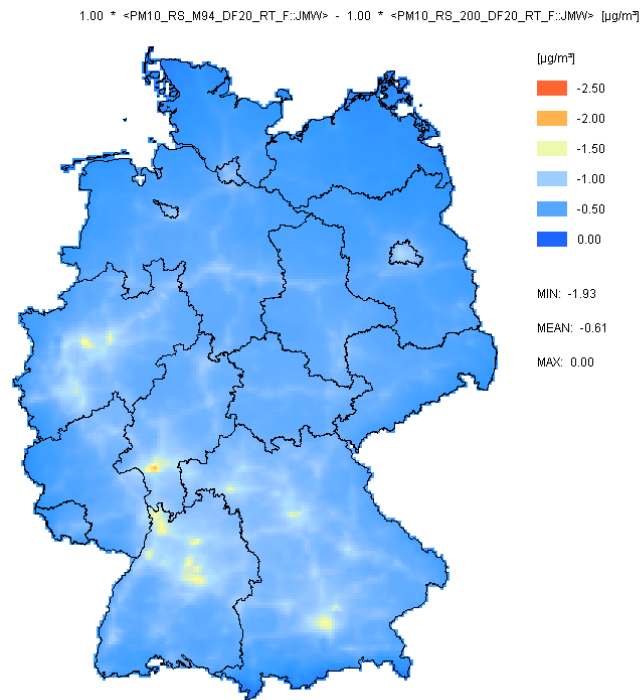 1.00 * <PM10_RS_M94_DF20_RT_F::JMW> - 1.00 * <PM10_RS_200_DF20_RT_F::JMW> [µg/m³]
[µg/m³]
-2.50
-2.00
-1.50
-1.00
-0.50
0.00
MIN: -1.93
MEAN: -0.61
MAX: 0.00